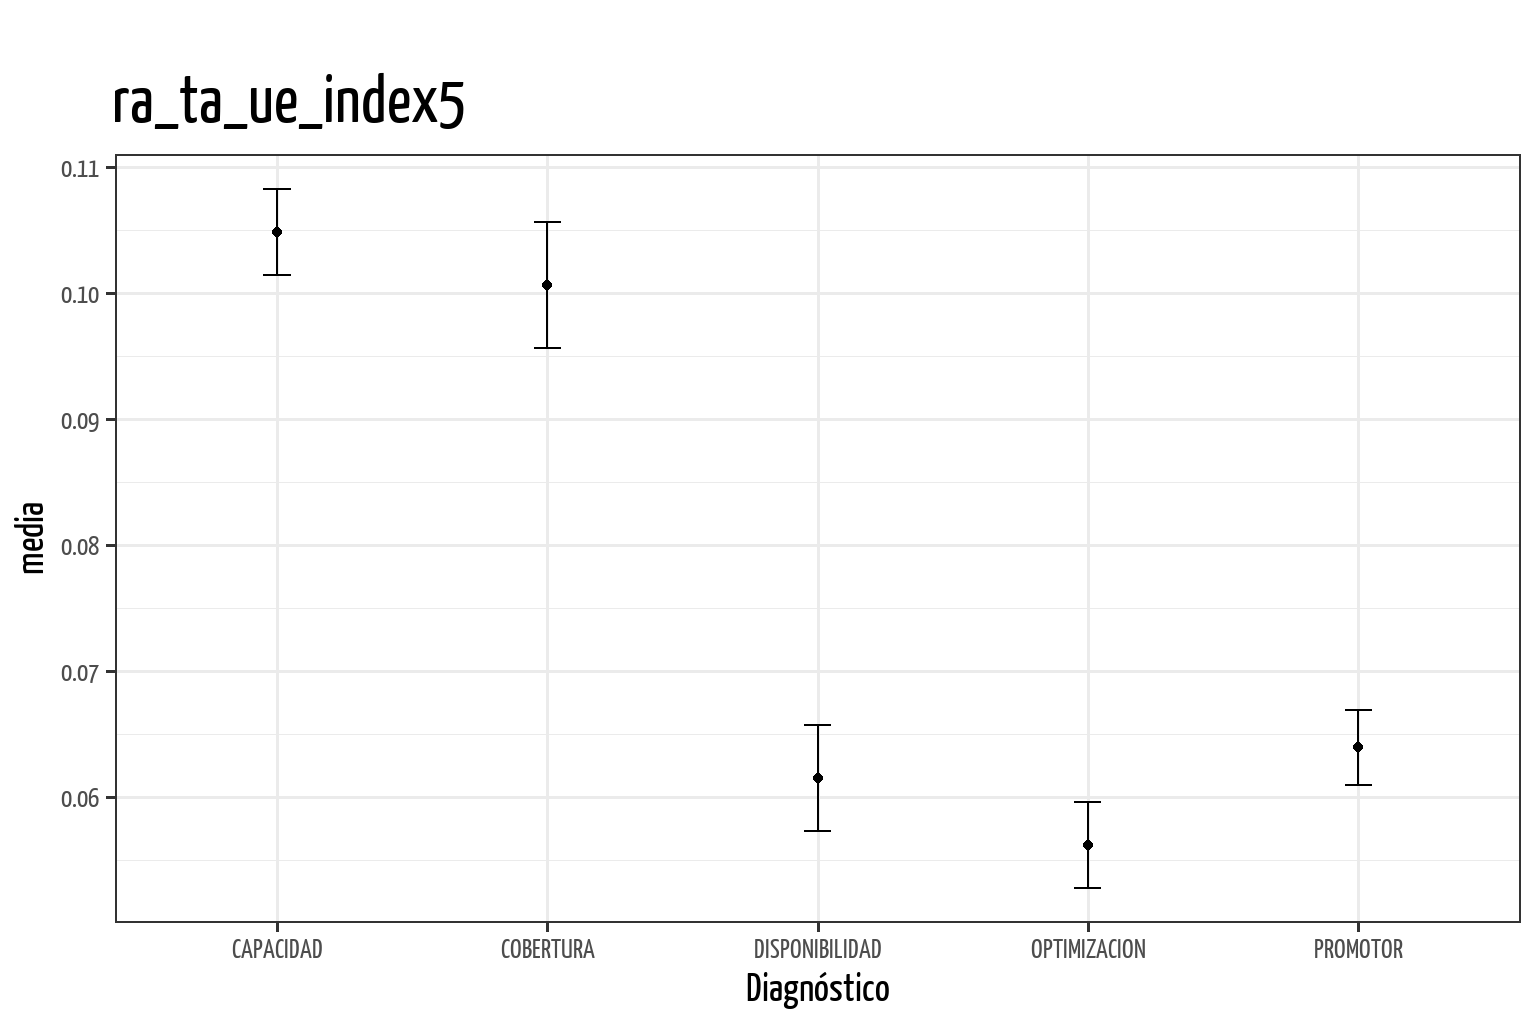 ra_ta_ue_index5
0.11
0.10
0.09
0.08
0.07
0.06
media
CAPACIDAD COBERTURA DISPONIBILIDAD OPTIMIZACION PROMOTOR
Diagnóstico